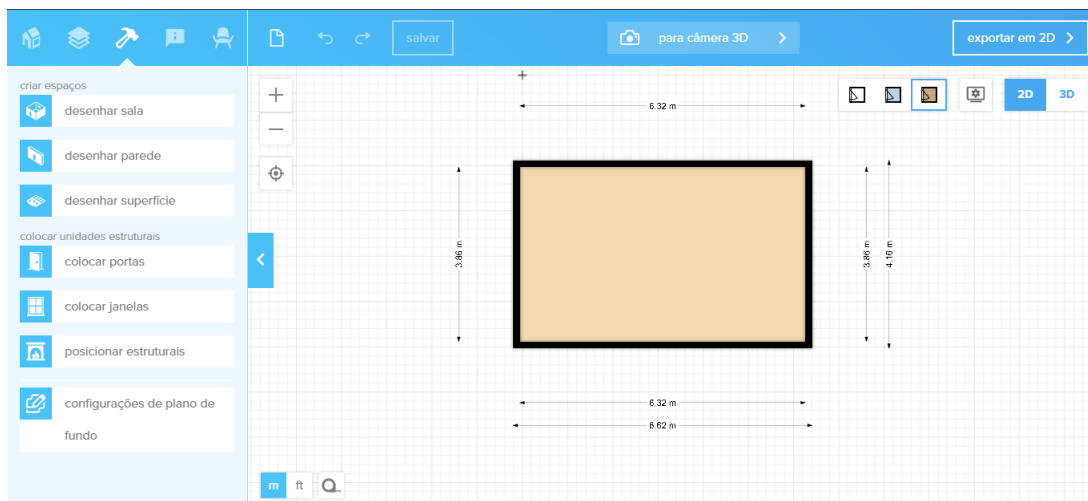 salvar
para câmera 3D
exportar em 2D
criar espaços
desenhar sala
desenhar parede
desenhar superfície
colocar unidades estruturais
colocar portas
colocar janelas
posicionar estruturais
configurações de plano de
fundo
2D
3D
6.32 m
3.86 m
3.86 m
4.16 m
6.32 m
6.62 m
m
ft